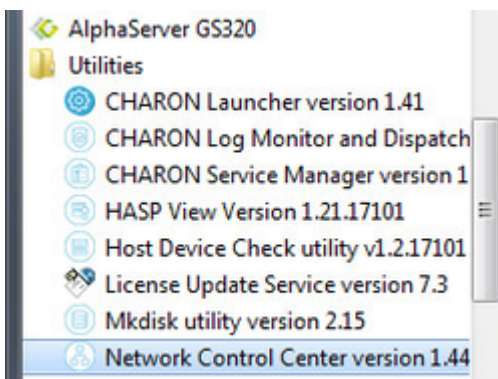 AlphaServer GS320
Utilities
CHARON Launcher version 1.41
CHARON Log Monitor and Dispatch
CHARON Service Manager version 1
HASP View Version 1.21.17101
Host Device Check utility v1.2.17101
License Update Service version 7.3
Mkdisk utility version 2.15
Network Control Center version 1.44